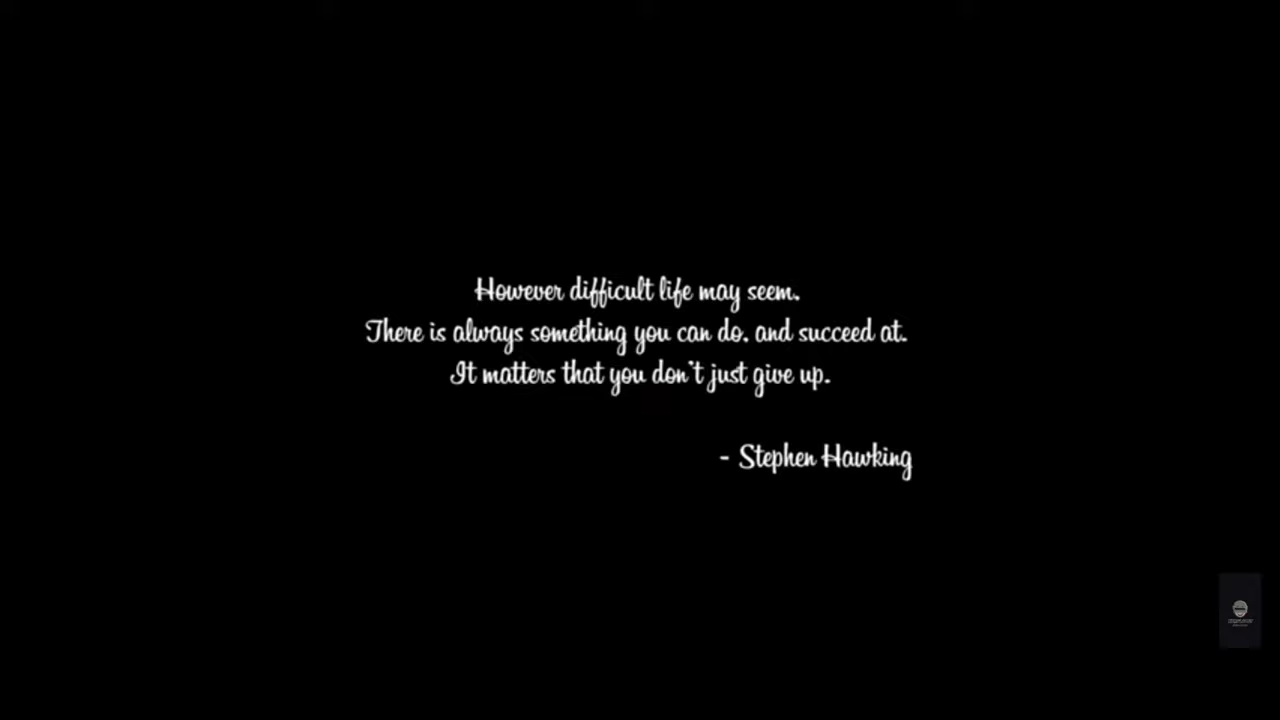 However difficult life may seem.
There is always something you can do. and succeed at.
It matters that you don't just give up.
- Stephen Hawking